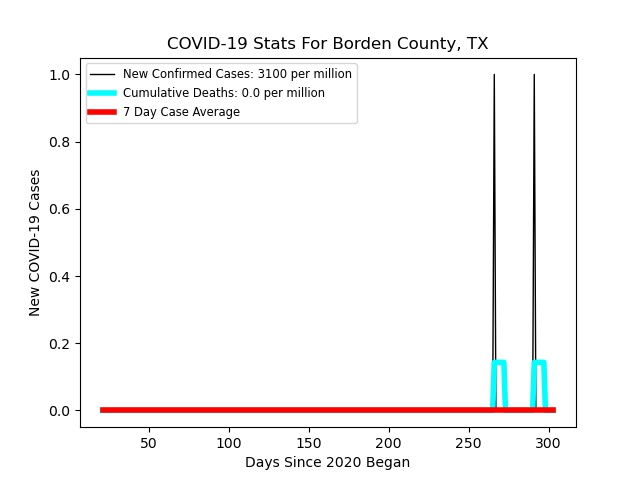 COVID-19 Stats For Borden County, TX
New Confirmed Cases: 3100 per million
Cumulative Deaths: 0.0 per million
7 Day Case Average
New COVID-19 Cases
1.0
0.8
0.6
0.4
0.2
0.0
50 100 150 200 250 300
Days Since 2020 Began